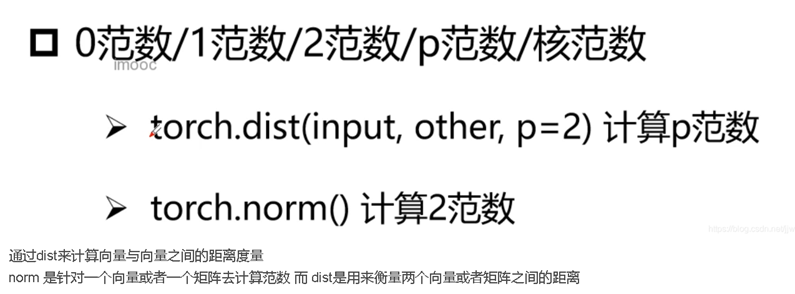 0范数/1范数/2范数/p范数/核范数
imooc
torch.dist(input, other, p=2) 计算p范数
torch.norm() 计算2范数
通过dist来计算向量与向量之间的距离度量
norm 是针对一个向量或者一个矩阵去计算范数 而 dist是用来衡量两个向量或者矩阵之间的距离